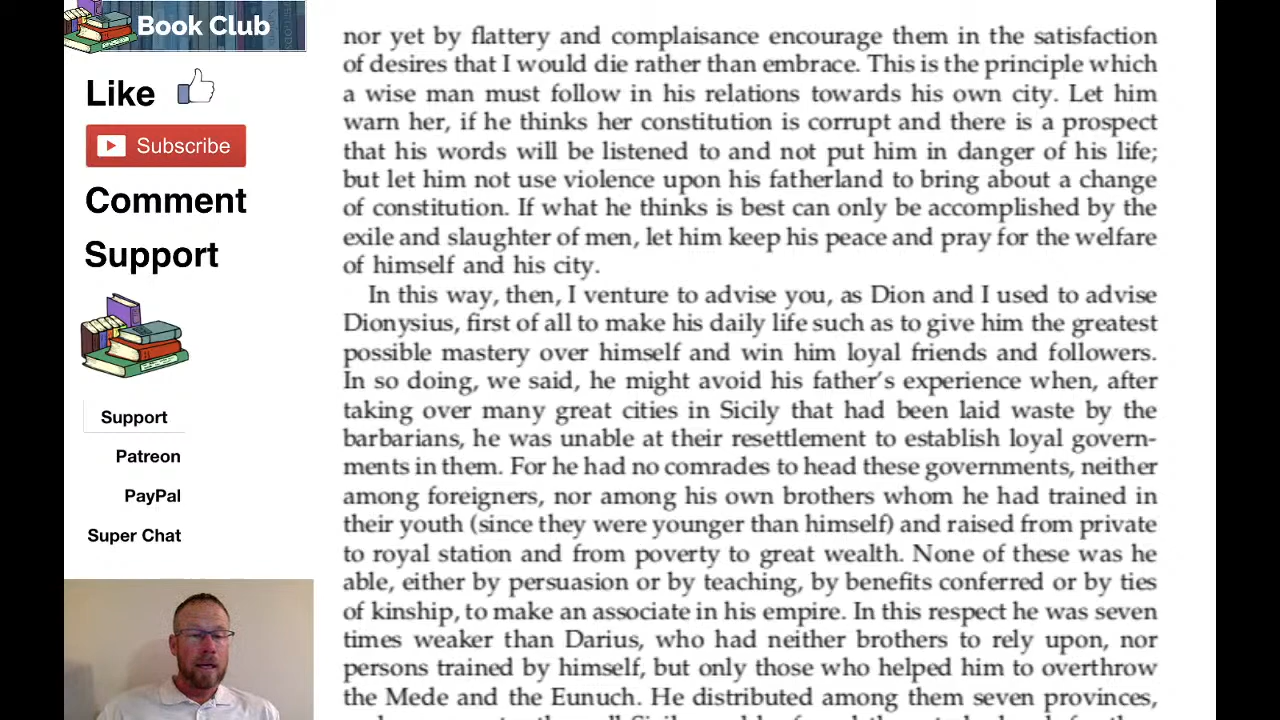 Book Club
Like
Subscribe
Comment
Support
Support
Patreon
PayPal
Super Chat
nor yet by flattery and complaisance encourage them in the satisfaction
of desires that I would die rather than embrace. This is the principle which
a wise man must follow in his relations towards his own city. Let him
warn her, if he thinks her constitution is corrupt and there is a prospect
that his words will be listened to and not put him in danger of his life;
but let him not use violence upon his fatherland to bring about a change
of constitution. If what he thinks is best can only be accomplished by the
exile and slaughter of men, let him keep his peace and pray for the welfare
of himself and his city.
In this way, then, I venture to advise you, as Dion and I used to advise
Dionysius, first of all to make his daily life such as to give him the greatest
possible mastery over himself and win him loyal friends and followers.
In so doing, we said, he might avoid his father's experience when, after
taking over many great cities in Sicily that had been laid waste by the
barbarians, he was unable at their resettlement to establish loyal govern-
ments in them. For he had no comrades to head these governments, neither
among foreigners, nor among his own brothers whom he had trained in
their youth (since they were younger than himself) and raised from private
to royal station and from poverty to great wealth. None of these was he
able, either by persuasion or by teaching, by benefits conferred or by ties
of kinship, to make an associate in his empire. In this respect he was seven
times weaker than Darius, who had neither brothers to rely upon, nor
persons trained by himself, but only those who helped him to overthrow
the Mede and the Eunuch. He distributed among them seven provinces,